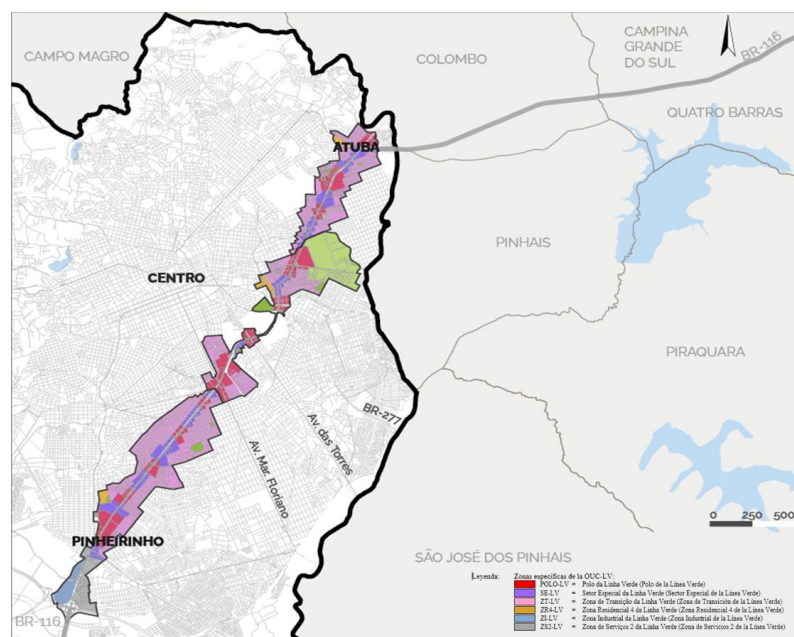 CAMPO MAGRO
COLOMBO
CAMPINA
GRANDE
DO SUL
BR-116
QUATRO BARRAS
ATUBA
PINHAIS
CENTRO
PIRAQUARA
BR-277
Av. das Torres
Av. Mar. Floriano
0 250 500
PINHEIRINHO
SÃO JOSÉ DOS PINHAIS
BR-116
Leyenda: Zonas específicas de la OUC-LV:
POLO-LV = Polo da Linha Verde (Polo de la Línea Verde)
SE-LV = Setor Especial da Linha Verde (Sector Especial de la Línea Verde)
ZT-LV = Zona de Transição da Linha Verde (Zona de Transición de la Línea Verde)
ZR4-LV = Zona Residencial 4 da Linha Verde (Zona Residencial 4 de la Línea Verde)
ZI-LV = Zona Industrial da Linha Verde (Zona Industrial de la Línea Verde)
ZS2-LV = Zona de Serviços 2 da Linha Verde (Zona de Servicios 2 de la Línea Verde)